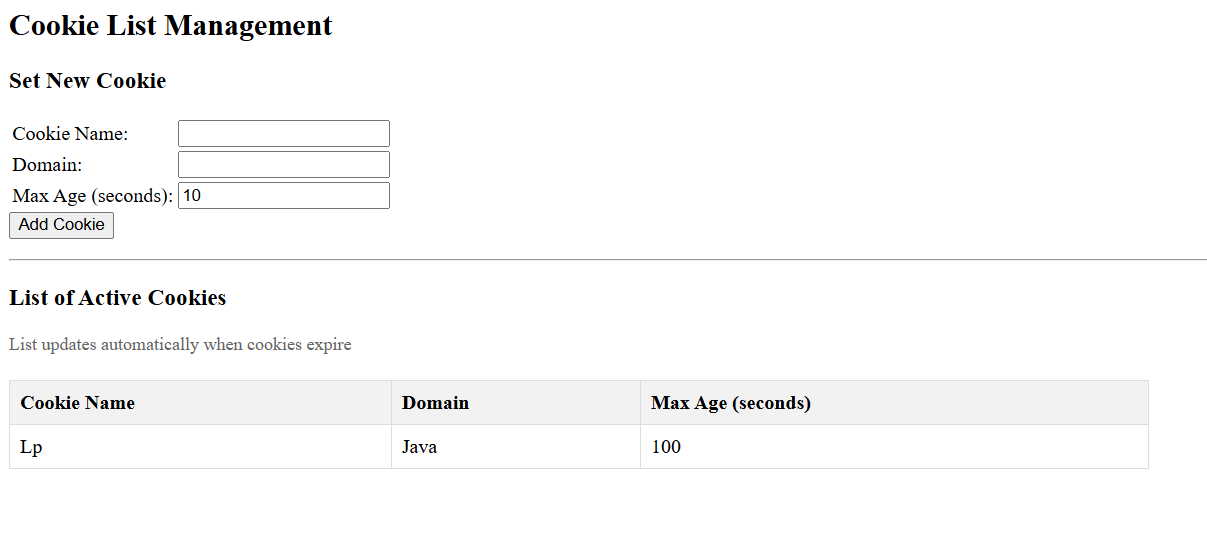 Cookie List Management
Set New Cookie
Cookie Name:
Domain:
Max Age (seconds): 10
Add Cookie
List of Active Cookies
List updates automatically when cookies expire
Cookie Name Domain Max Age (seconds)
Lp Java 100